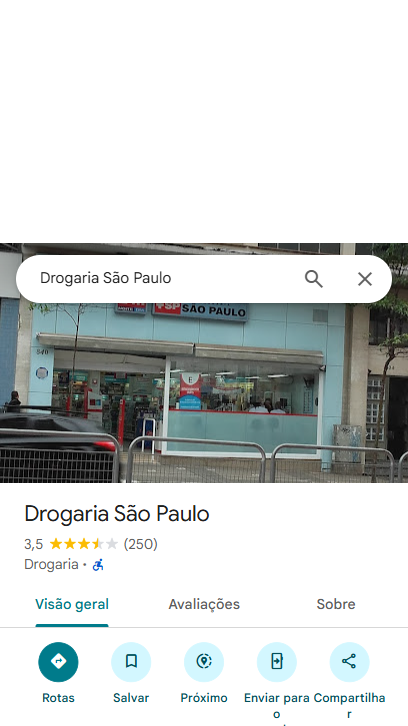 Drogaria São Paulo
+SP
SÃO PAULO
Drogaria São Paulo
3,5 (250)
Drogaria ·
Visão geral
Avaliações
Sobre
Rotas
Salvar
Próximo
Enviar para
o
Compartilha
r